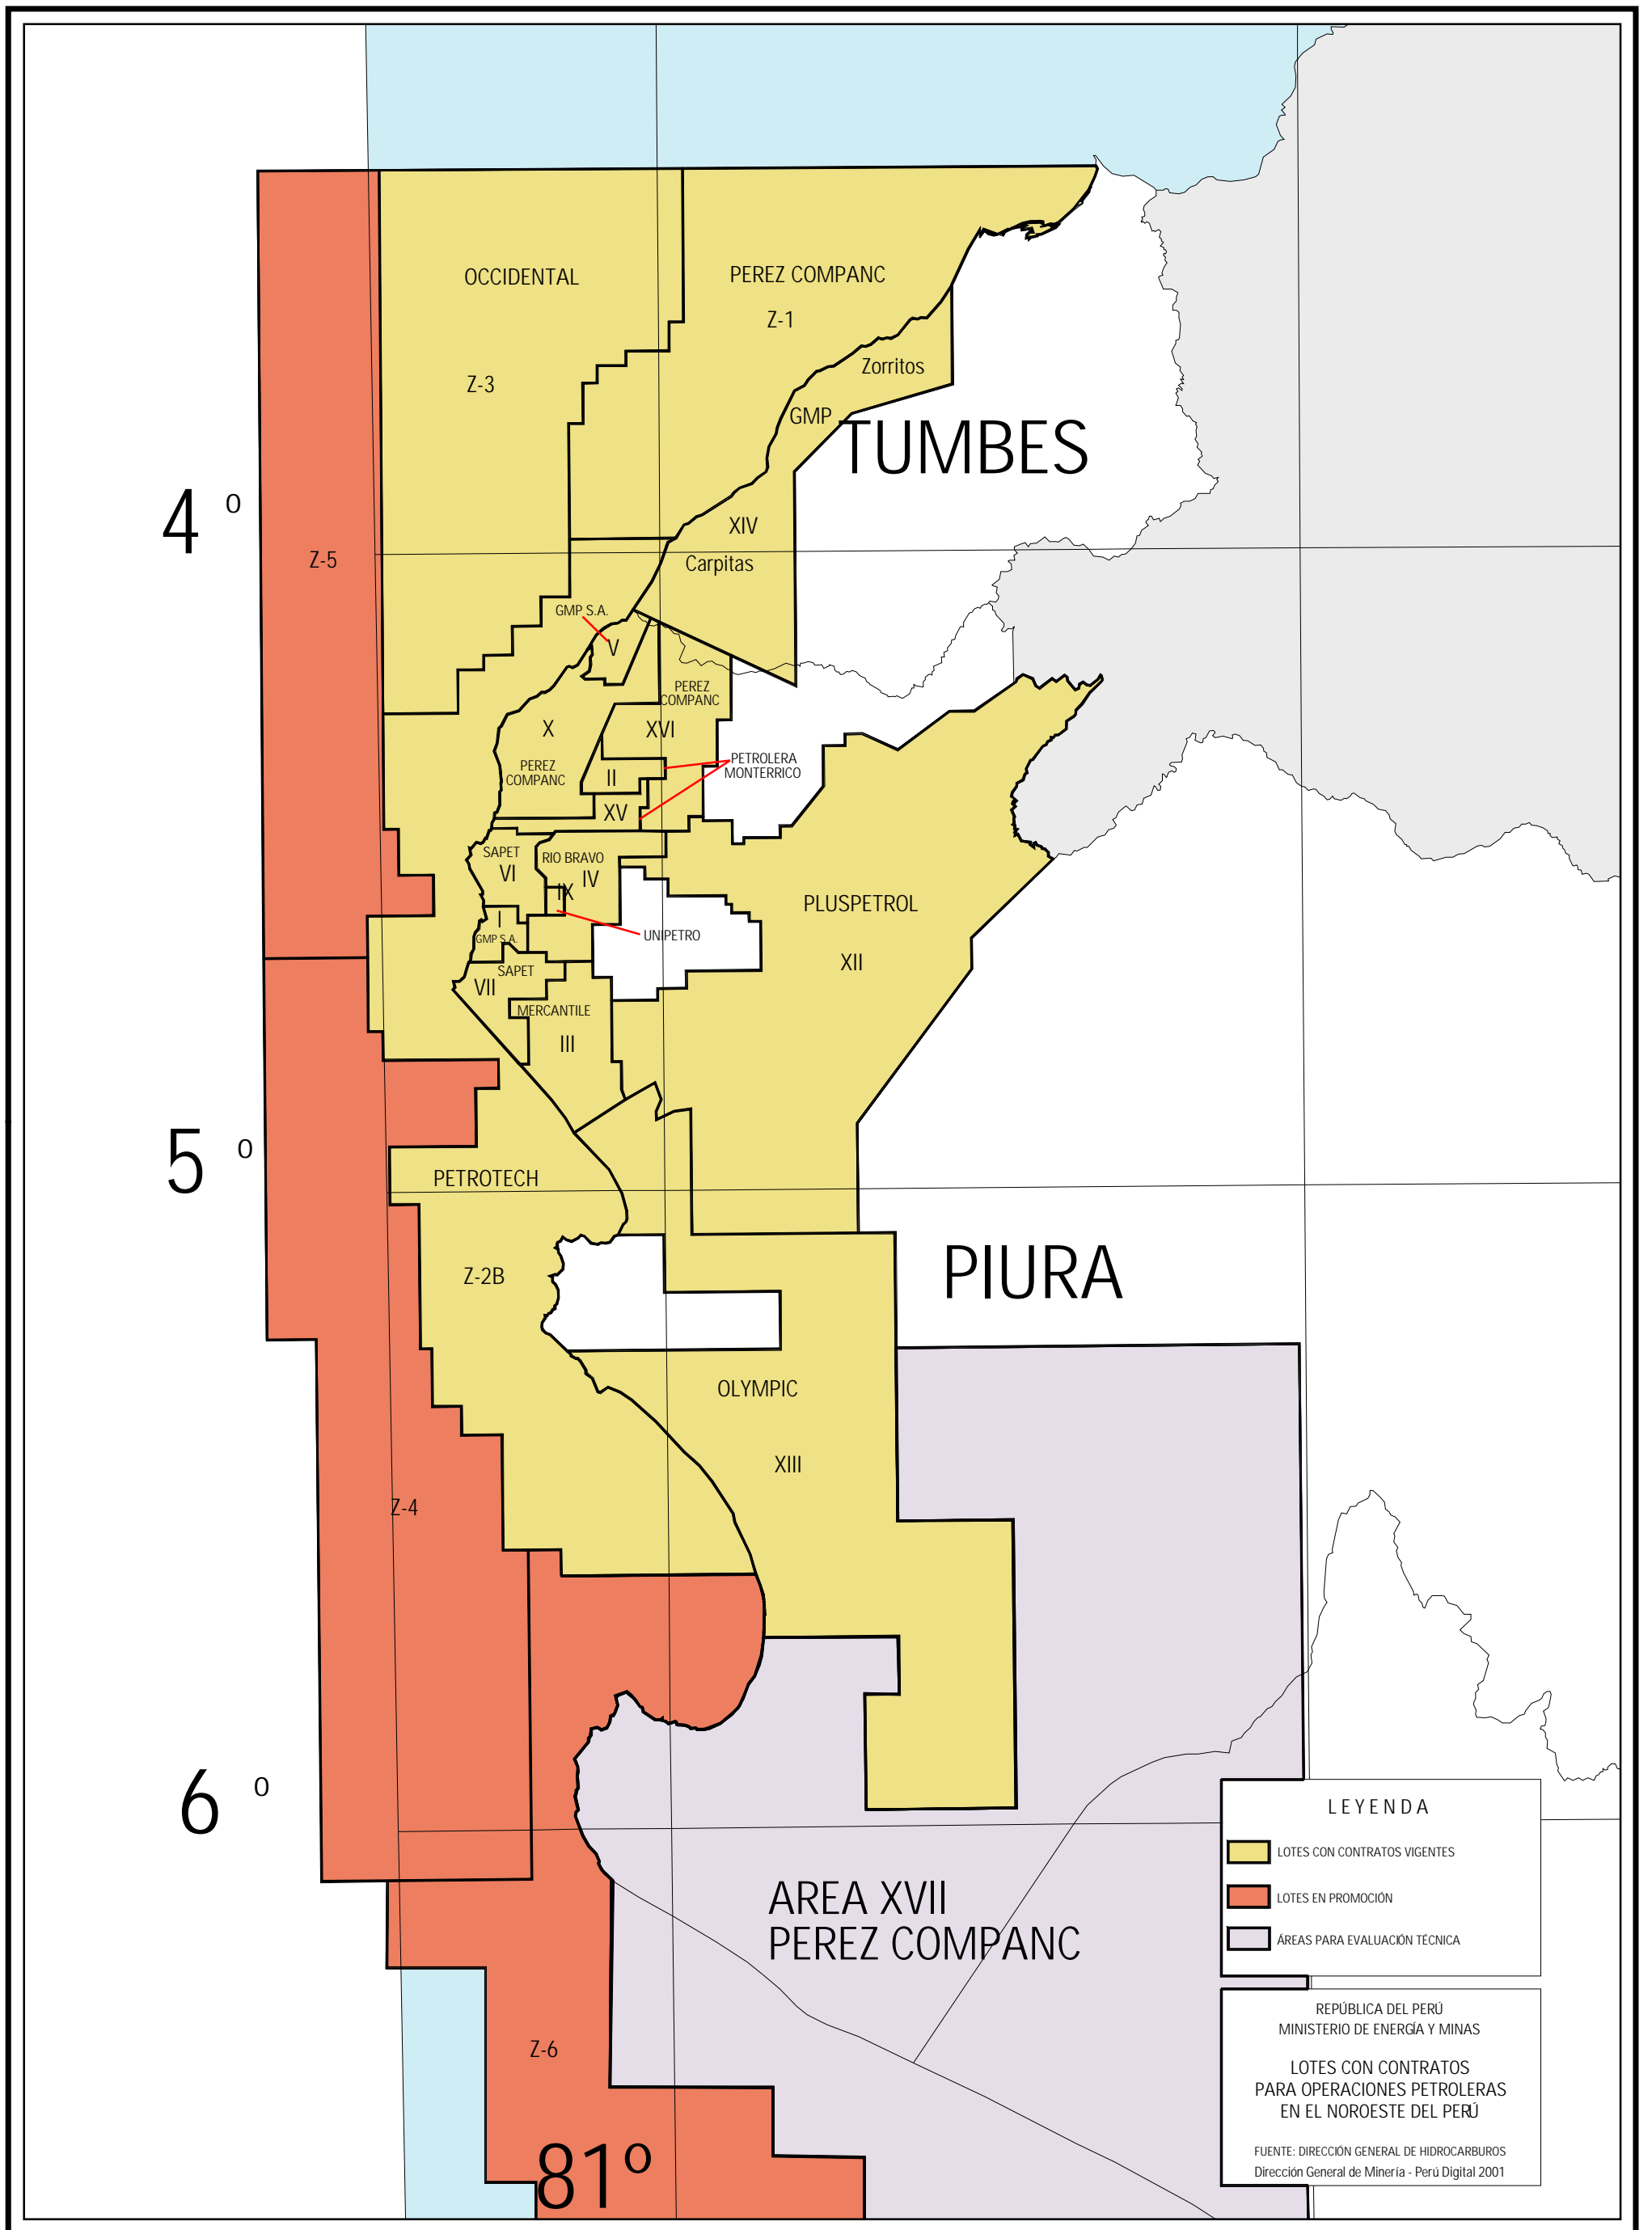 OCCIDENTAL
PEREZ COMPANC
Z-1
Zorritos
Z-3
GMP
TUMBES
4 º
XIV
Z-5
Carpitas
GMP S.A.
V
PEREZ
COMPANC
X
XVI
PEREZ
COMPANC
II
PETROLERA
MONTERRICO
XV
SAPET
VI
RIO BRAVO
IV
IX
PLUSPETROL
I
GMP S.A.
UNIPETRO
XII
SAPET
VII
MERCANTILE
III
5 º
PETROTECH
PIURA
Z-2B
OLYMPIC
XIII
Z-4
6 º
AREA XVII
PEREZ COMPANC
Z-6
81º
LEYENDA
LOTES CON CONTRATOS VIGENTES
LOTES EN PROMOCIÓN
ÁREAS PARA EVALUACIÓN TÉCNICA
REPÚBLICA DEL PERÚ
MINISTERIO DE ENERGÍA Y MINAS
LOTES CON CONTRATOS
PARA OPERACIONES PETROLERAS
EN EL NOROESTE DEL PERÚ
FUENTE: DIRECCIÓN GENERAL DE HIDROCARBUROS
Dirección General de Minería - Perú Digital 2001